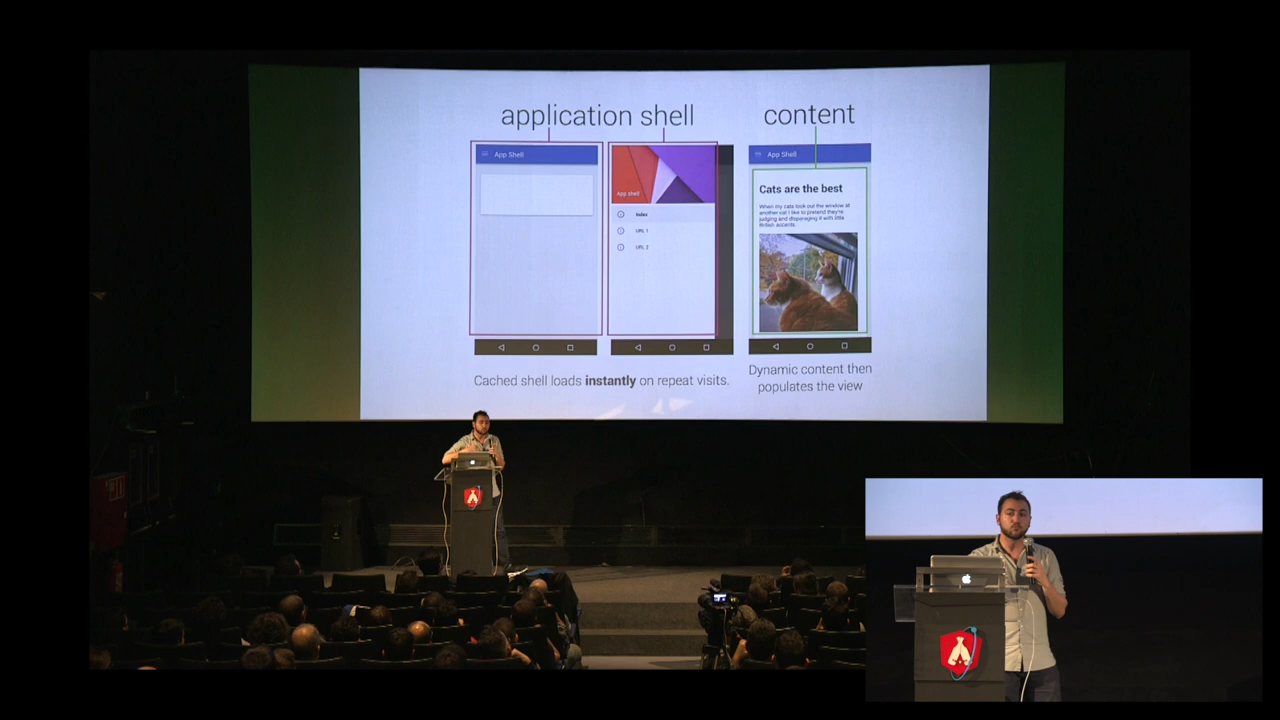 application shell
content
App Shell
App shell
Index
URL 1
URL 2
App Shell
Cats are the best
When my cats look out the window at
another cat I like to pretend they're
judging and disparaging it with little
British accents
Cached shell loads instantly on repeat visits.
Dynamic content then
populates the view